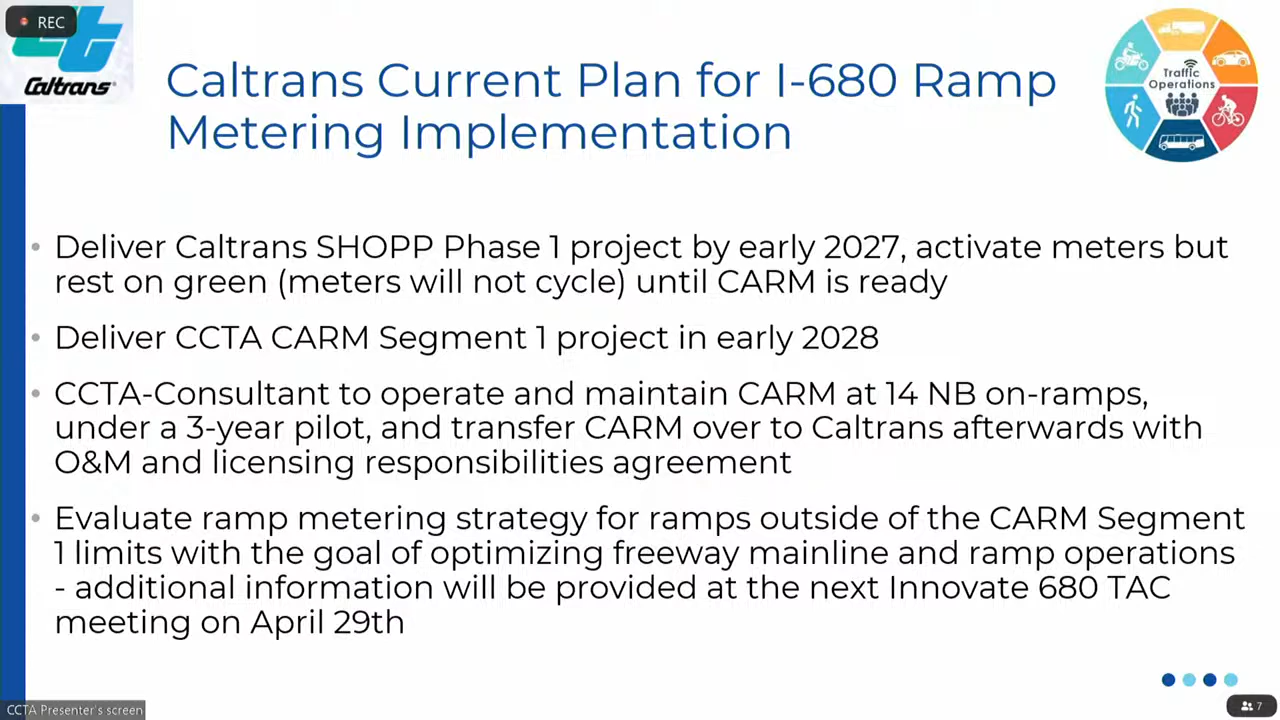 REC
Caltrans®
Caltrans Current Plan for I-680 Ramp
Metering Implementation
Traffic
Operations
• Deliver Caltrans SHOPP Phase 1 project by early 2027, activate meters but
rest on green (meters will not cycle) until CARM is ready
• Deliver CCTA CARM Segment 1 project in early 2028
• CCTA-Consultant to operate and maintain CARM at 14 NB on-ramps,
under a 3-year pilot, and transfer CARM over to Caltrans afterwards with
O&M and licensing responsibilities agreement
• Evaluate ramp metering strategy for ramps outside of the CARM Segment
1 limits with the goal of optimizing freeway mainline and ramp operations
- additional information will be provided at the next Innovate 680 TAC
meeting on April 29th
CCTA Presenter's screen
7